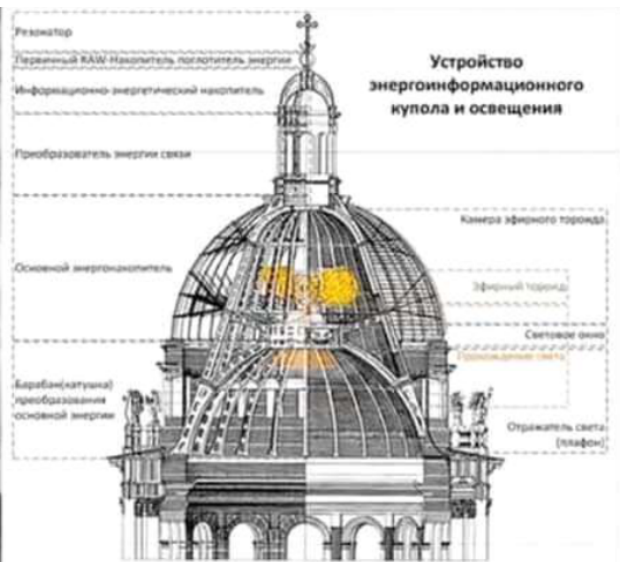 Резонатор
Первичный RAW-Накопитель поглотитель энергии
Информационно-энергетический накопитель
Устройство
энергоинформационного
купола и освещения
Преобразователь энергии связи
Камера эфирного тороида
Основной энергонакопитель
Эфирный торроид
Световое окно
Прохождение света
Барабан(катушка)
преобразования
основной энергии
Отражатель света
(плафон)